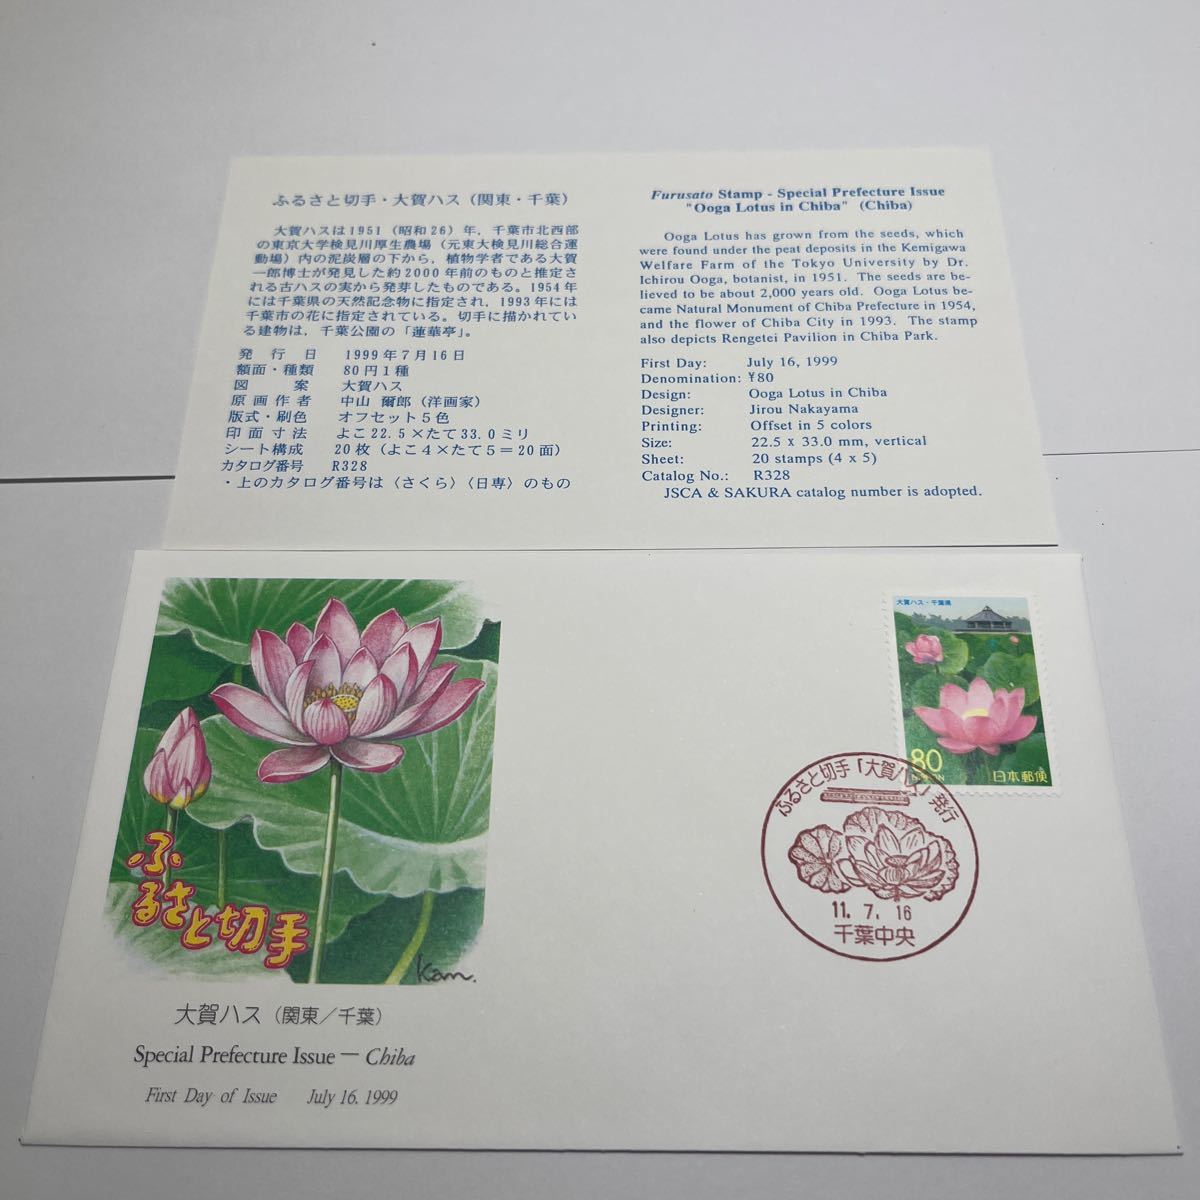 ふるさと切手・大賀ハス(関東・千葉)
大賀ハスは1951(昭和26)年，千葉市北西部
の東京大学検見川厚生農場(元東大検見川総合運
動場)内の泥炭層の下から，植物学者である大賀
一郎博士が発見した約2000年前のものと推定され
る古ハスの実から発芽したものである。1954年
には千葉県の天然記念物に指定され，1993年には
千葉市の花に指定されている。切手に描かれてい
る建物は，千葉公園の「蓮華亭」。
発行日 1999年7月16日
額面・種類 80円1種
図案 大賀ハス
原画作者 中山 爾郎(洋画家)
版式・刷色 オフセット5色
印面寸法 よこ22.5×たて33.0ミリ
シート構成 20枚(よこ4×たて5＝20面)
カタログ番号 R328
・上のカタログ番号は〈さくら〉〈日専〉のもの
Furusato Stamp - Special Prefecture Issue
"Ooga Lotus in Chiba" (Chiba)
Ooga Lotus has grown from the seeds, which
were found under the peat deposits in the Kemigawa
Welfare Farm of the Tokyo University by Dr.
Ichirou Ooga, botanist, in 1951. The seeds are be-
lieved to be about 2,000 years old. Ooga Lotus be-
came Natural Monument of Chiba Prefecture in 1954,
and the flower of Chiba City in 1993. The stamp
also depicts Rengetei Pavilion in Chiba Park.
First Day: July 16, 1999
Denomination: ¥80
Design: Ooga Lotus in Chiba
Designer: Jirou Nakayama
Printing: Offset in 5 colors
Size: 22.5 x 33.0 mm, vertical
Sheet: 20 stamps (4 x 5)
Catalog No.: R328
JSCA & SAKURA catalog number is adopted.
ふるさと切手
Kan.
大賀ハス(関東／千葉)
Special Prefecture Issue — Chiba
First Day of Issue July 16, 1999
大賀ハス・千葉県
80
NIPPON
日本郵便
ふるさと切手「大賀ハス」発行
11. 7. 16
千葉中央